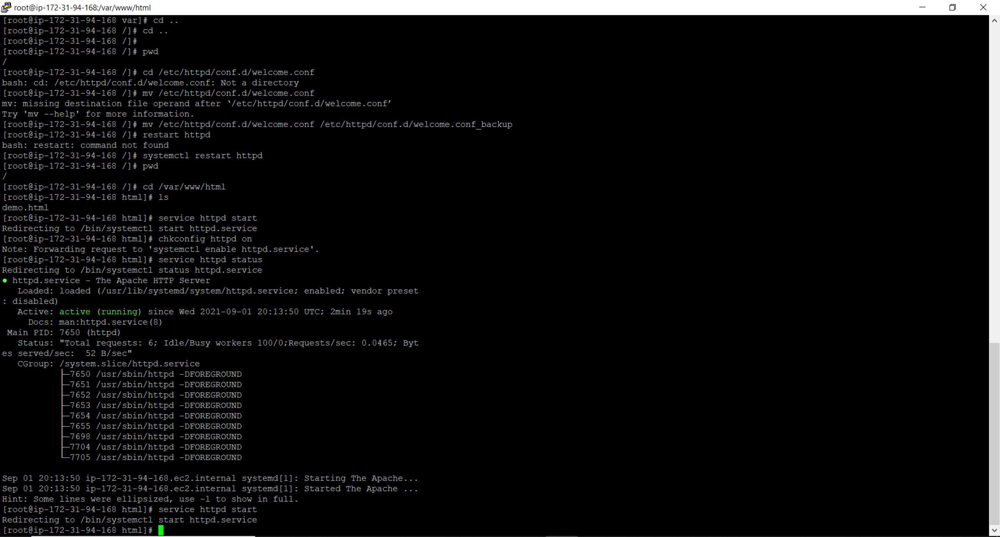 root@ip-172-31-94-168:/var/www/html
[root@ip-172-31-94-168 var]# cd ..
[root@ip-172-31-94-168 /]# cd ..
[root@ip-172-31-94-168 /]#
[root@ip-172-31-94-168 /]# pwd
/
[root@ip-172-31-94-168 /]# cd /etc/httpd/conf.d/welcome.conf
bash: cd: /etc/httpd/conf.d/welcome.conf: Not a directory
[root@ip-172-31-94-168 /]# mv /etc/httpd/conf.d/welcome.conf
mv: missing destination file operand after ‘/etc/httpd/conf.d/welcome.conf’
Try 'mv --help' for more information.
[root@ip-172-31-94-168 /]# mv /etc/httpd/conf.d/welcome.conf /etc/httpd/conf.d/welcome.conf_backup
[root@ip-172-31-94-168 /]# restart httpd
bash: restart: command not found
[root@ip-172-31-94-168 /]# systemctl restart httpd
[root@ip-172-31-94-168 /]# pwd
/
[root@ip-172-31-94-168 /]# cd /var/www/html
[root@ip-172-31-94-168 html]# ls
demo.html
[root@ip-172-31-94-168 html]# service httpd start
Redirecting to /bin/systemctl start httpd.service
[root@ip-172-31-94-168 html]# chkconfig httpd on
Note: Forwarding request to 'systemctl enable httpd.service'.
[root@ip-172-31-94-168 html]# service httpd status
Redirecting to /bin/systemctl status httpd.service
● httpd.service - The Apache HTTP Server
   Loaded: loaded (/usr/lib/systemd/system/httpd.service; enabled; vendor preset
: disabled)
   Active: active (running) since Wed 2021-09-01 20:13:50 UTC; 2min 19s ago
     Docs: man:httpd.service(8)
 Main PID: 7650 (httpd)
   Status: "Total requests: 6; Idle/Busy workers 100/0;Requests/sec: 0.0465; Byt
es served/sec:  52 B/sec"
   CGroup: /system.slice/httpd.service
           ├─7650 /usr/sbin/httpd -DFOREGROUND
           ├─7651 /usr/sbin/httpd -DFOREGROUND
           ├─7652 /usr/sbin/httpd -DFOREGROUND
           ├─7653 /usr/sbin/httpd -DFOREGROUND
           ├─7654 /usr/sbin/httpd -DFOREGROUND
           ├─7655 /usr/sbin/httpd -DFOREGROUND
           ├─7698 /usr/sbin/httpd -DFOREGROUND
           ├─7704 /usr/sbin/httpd -DFOREGROUND
           └─7705 /usr/sbin/httpd -DFOREGROUND
Sep 01 20:13:50 ip-172-31-94-168.ec2.internal systemd[1]: Starting The Apache...
Sep 01 20:13:50 ip-172-31-94-168.ec2.internal systemd[1]: Started The Apache ...
Hint: Some lines were ellipsized, use -l to show in full.
[root@ip-172-31-94-168 html]# service httpd start
Redirecting to /bin/systemctl start httpd.service
[root@ip-172-31-94-168 html]#